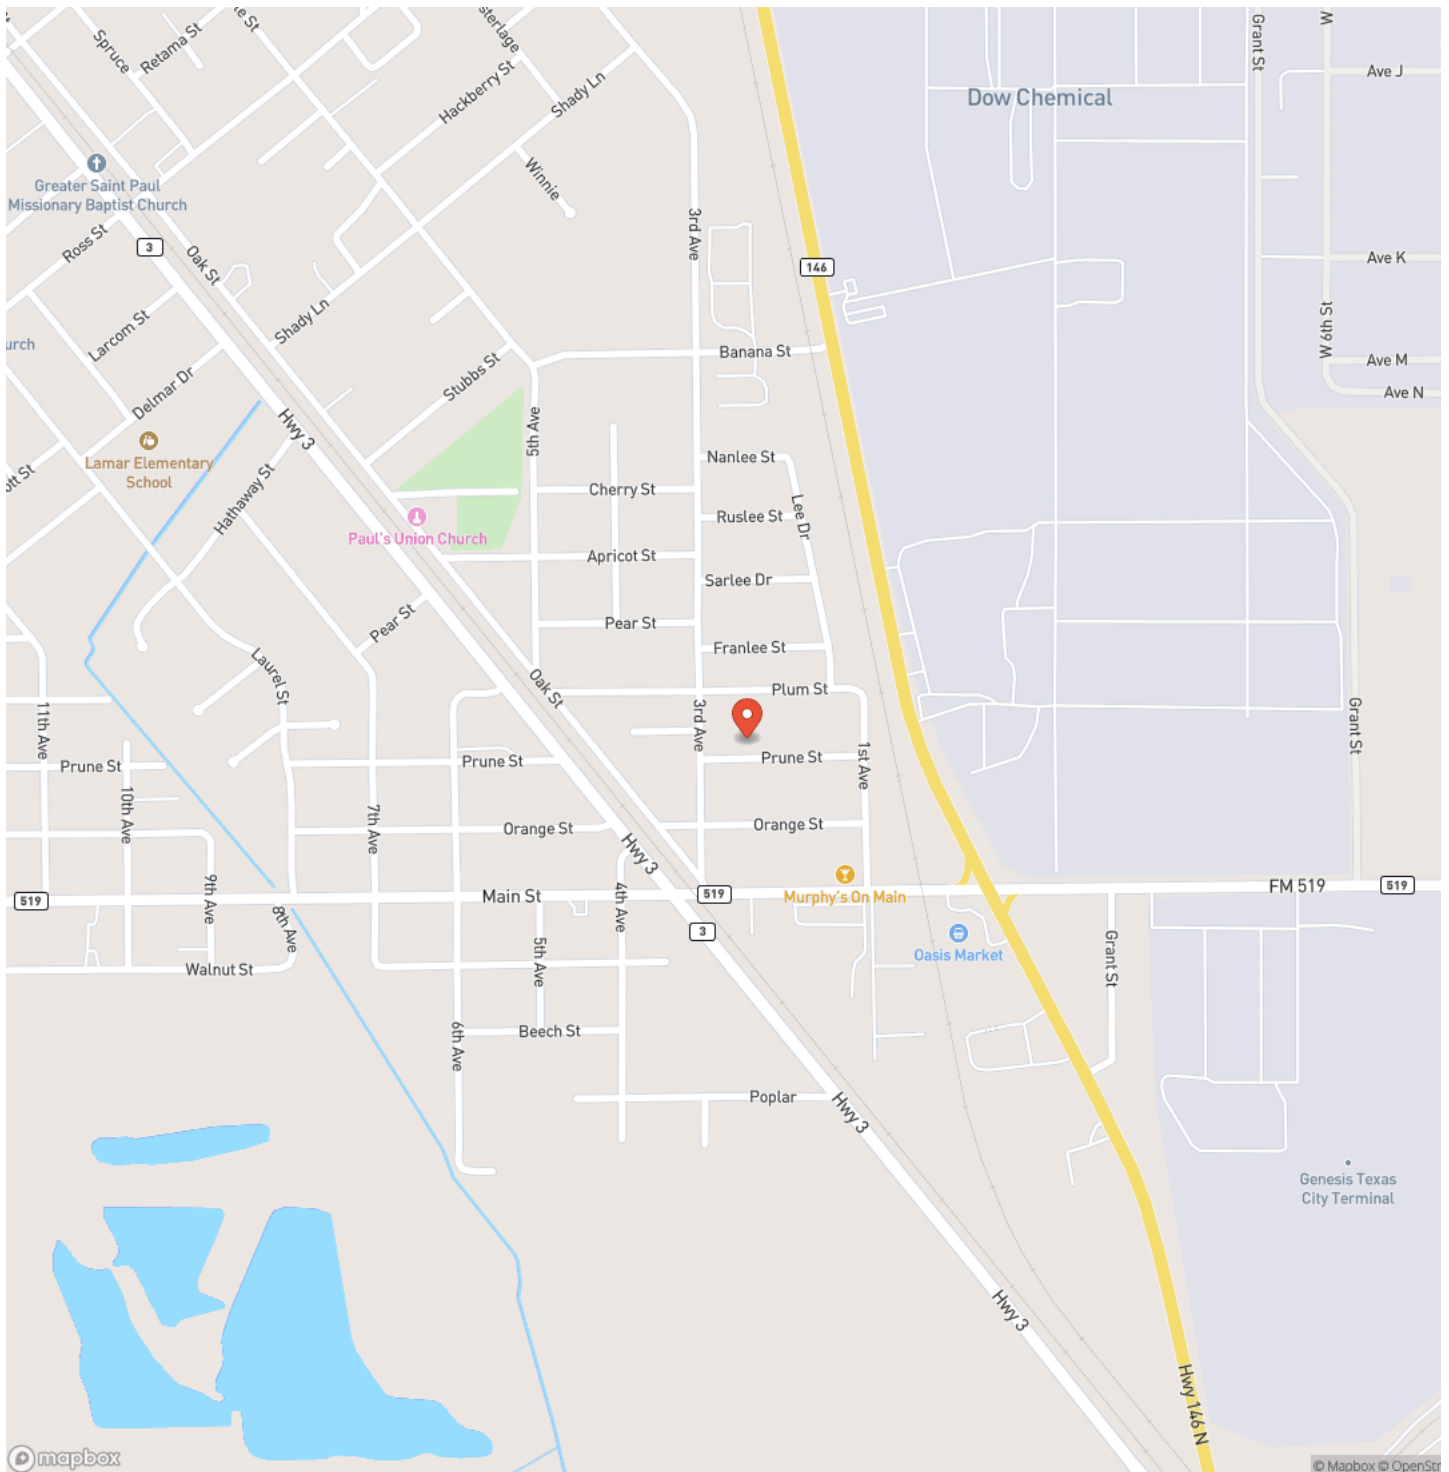 Spruce
Retama St
Hackberry St
Shady Ln
Winnie
Grant St
W
Ave J
Dow Chemical
Greater Saint Paul
Missionary Baptist Church
Ross St
3
Oak St
3rd Ave
146
Ave K
Larcom St
Shady Ln
W 6th St
Banana St
Ave M
Stubbs St
Delmar Dr
Ave N
Hwy 3
5th Ave
Lamar Elementary
School
Nanlee St
Hathaway St
Cherry St
Lee Dr
Ruslee St
Paul's Union Church
Apricot St
Sarlee Dr
Pear St
Pear St
Franlee St
Laurel St
Oak St
Plum St
11th Ave
3rd Ave
Grant St
Prune St
Prune St
Prune St
1st Ave
10th Ave
7th Ave
Orange St
Orange St
Hwy 3
519
9th Ave
8th Ave
Main St
4th Ave
519
Murphy's On Main
FM 519
519
3
5th Ave
Oasis Market
Grant St
Walnut St
6th Ave
Beech St
Poplar
Hwy 3
Genesis Texas
City Terminal
Hwy 3
Hwy 146 N
mapbox
© Mapbox ©